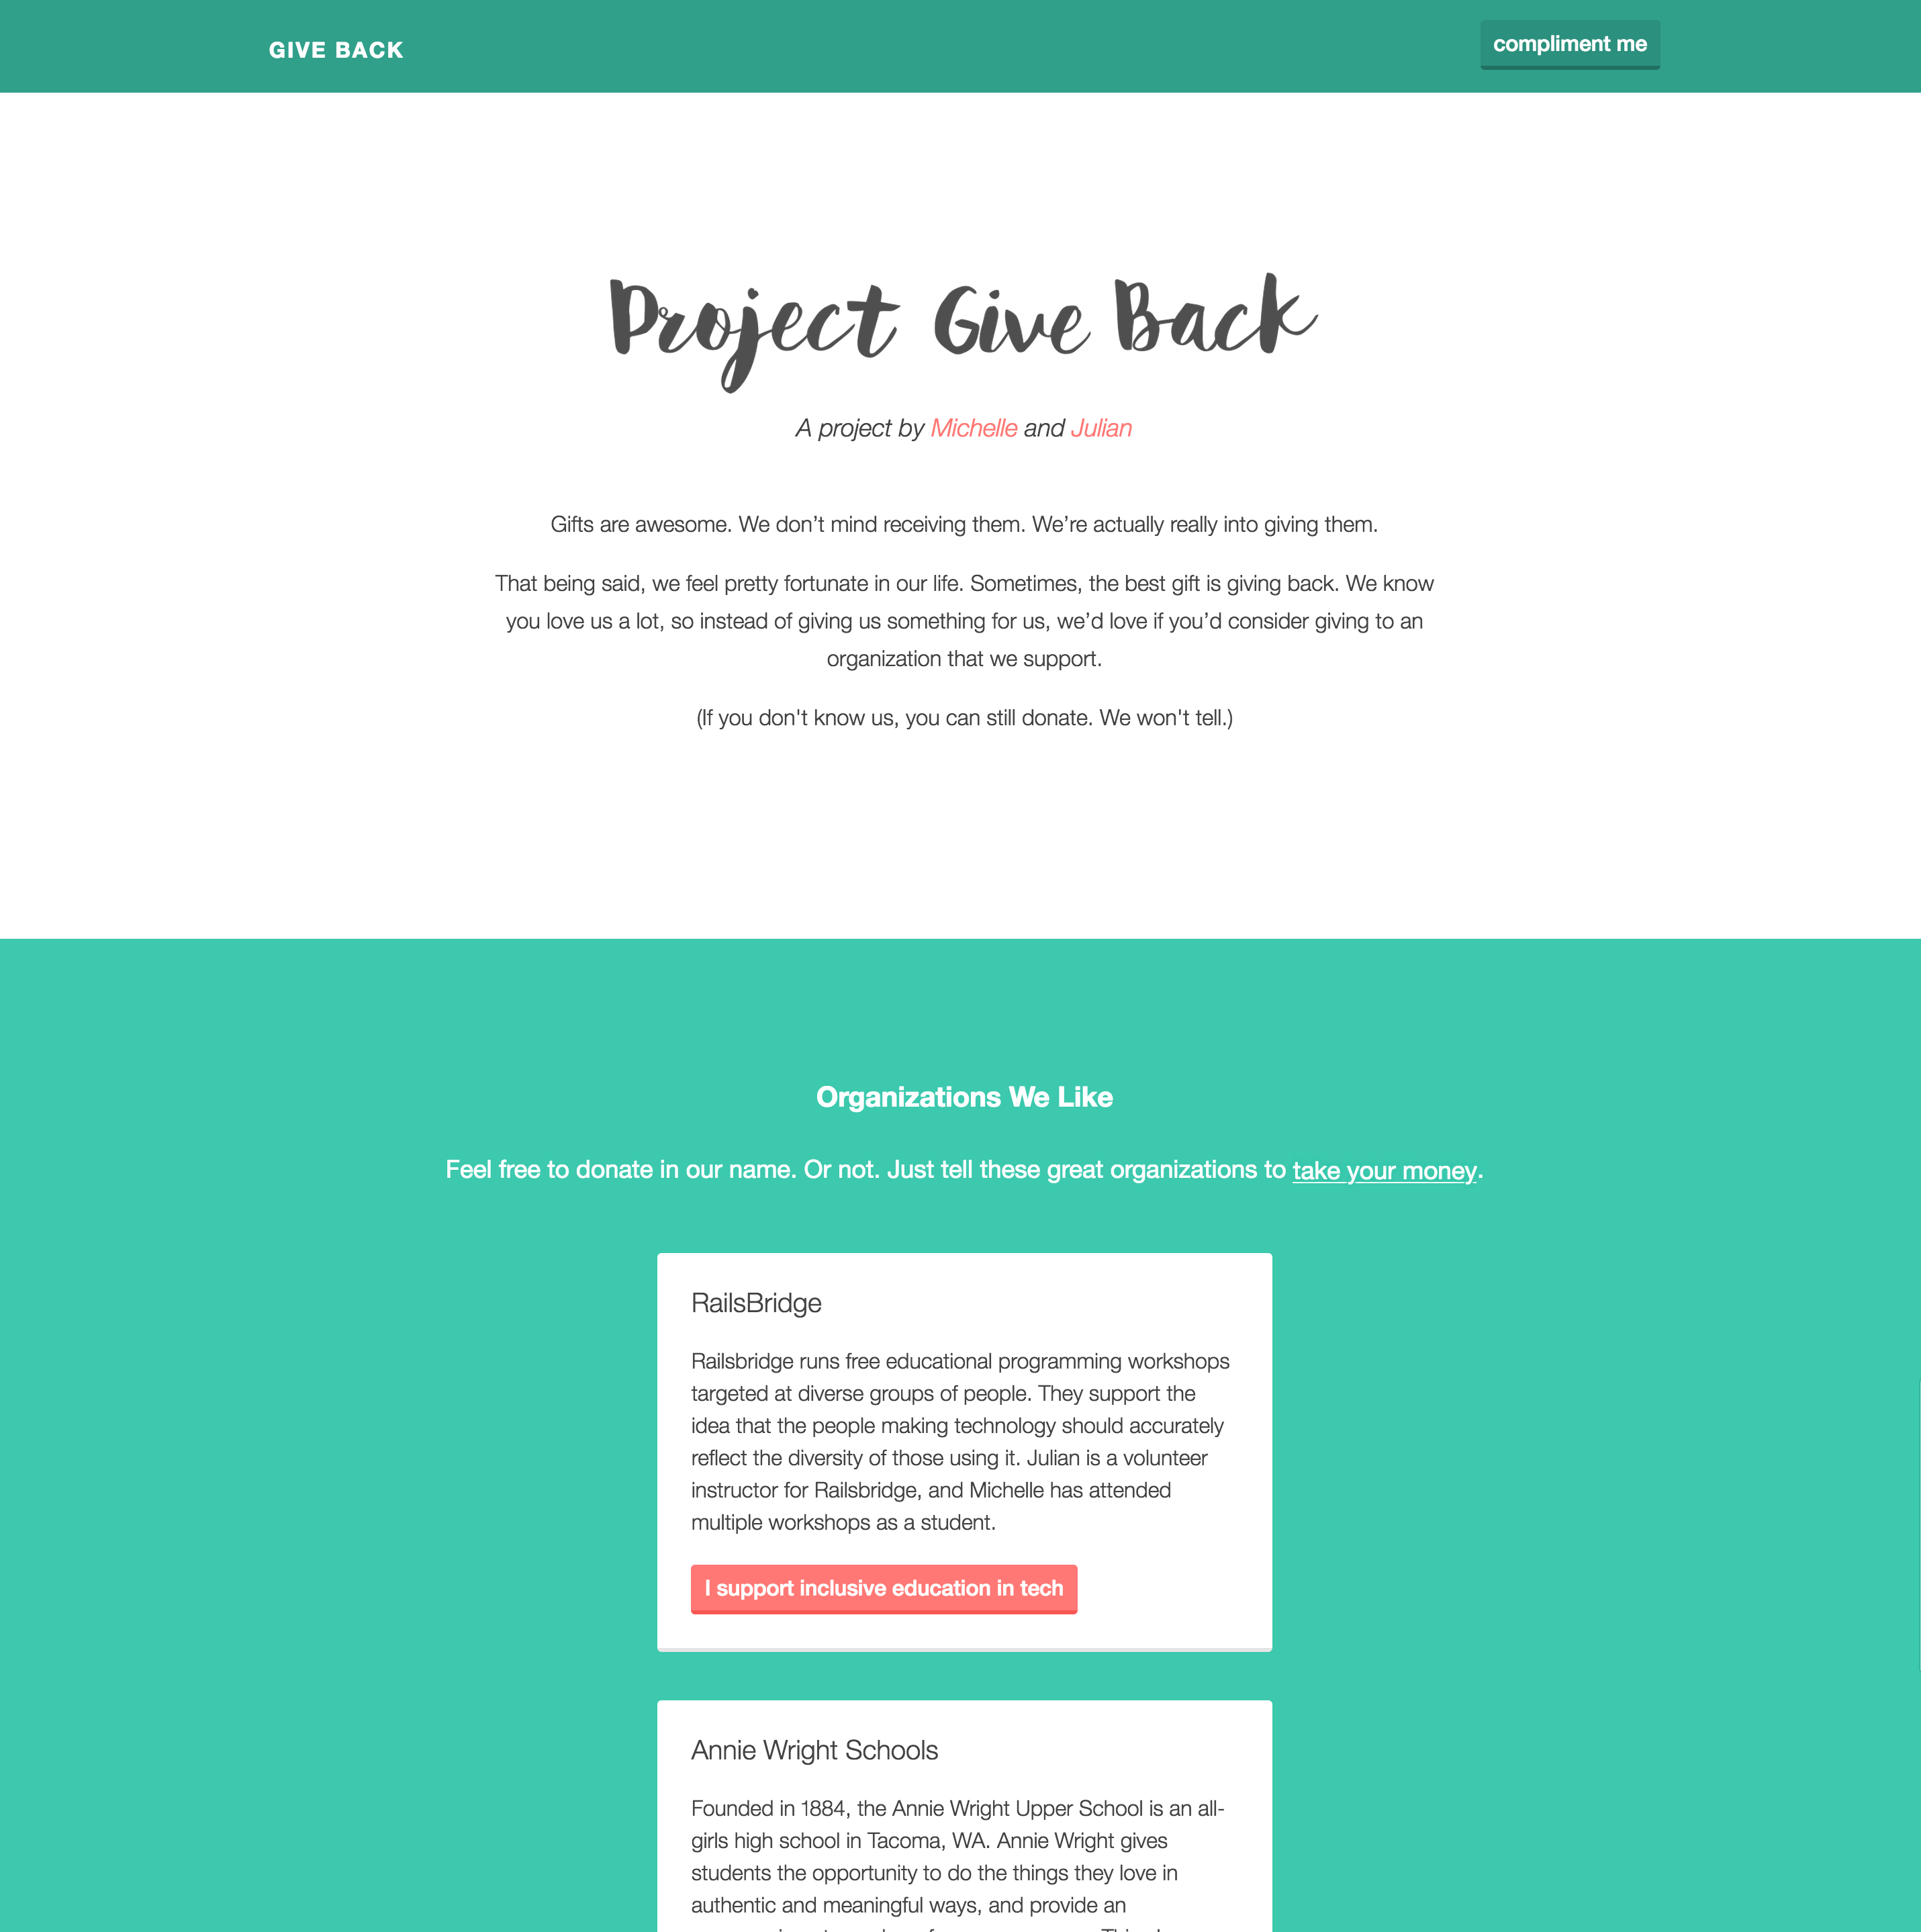 GIVE BACK
compliment me
Project Give Back
A project by Michelle and Julian
Gifts are awesome. We don’t mind receiving them. We’re actually really into giving them.
That being said, we feel pretty fortunate in our life. Sometimes, the best gift is giving back. We know
you love us a lot, so instead of giving us something for us, we’d love if you’d consider giving to an
organization that we support.
(If you don't know us, you can still donate. We won't tell.)
Organizations We Like
Feel free to donate in our name. Or not. Just tell these great organizations to take your money.
RailsBridge
Railsbridge runs free educational programming workshops
targeted at diverse groups of people. They support the
idea that the people making technology should accurately
reflect the diversity of those using it. Julian is a volunteer
instructor for Railsbridge, and Michelle has attended
multiple workshops as a student.
I support inclusive education in tech
Annie Wright Schools
Founded in 1884, the Annie Wright Upper School is an all-
girls high school in Tacoma, WA. Annie Wright gives
students the opportunity to do the things they love in
authentic and meaningful ways, and provide an